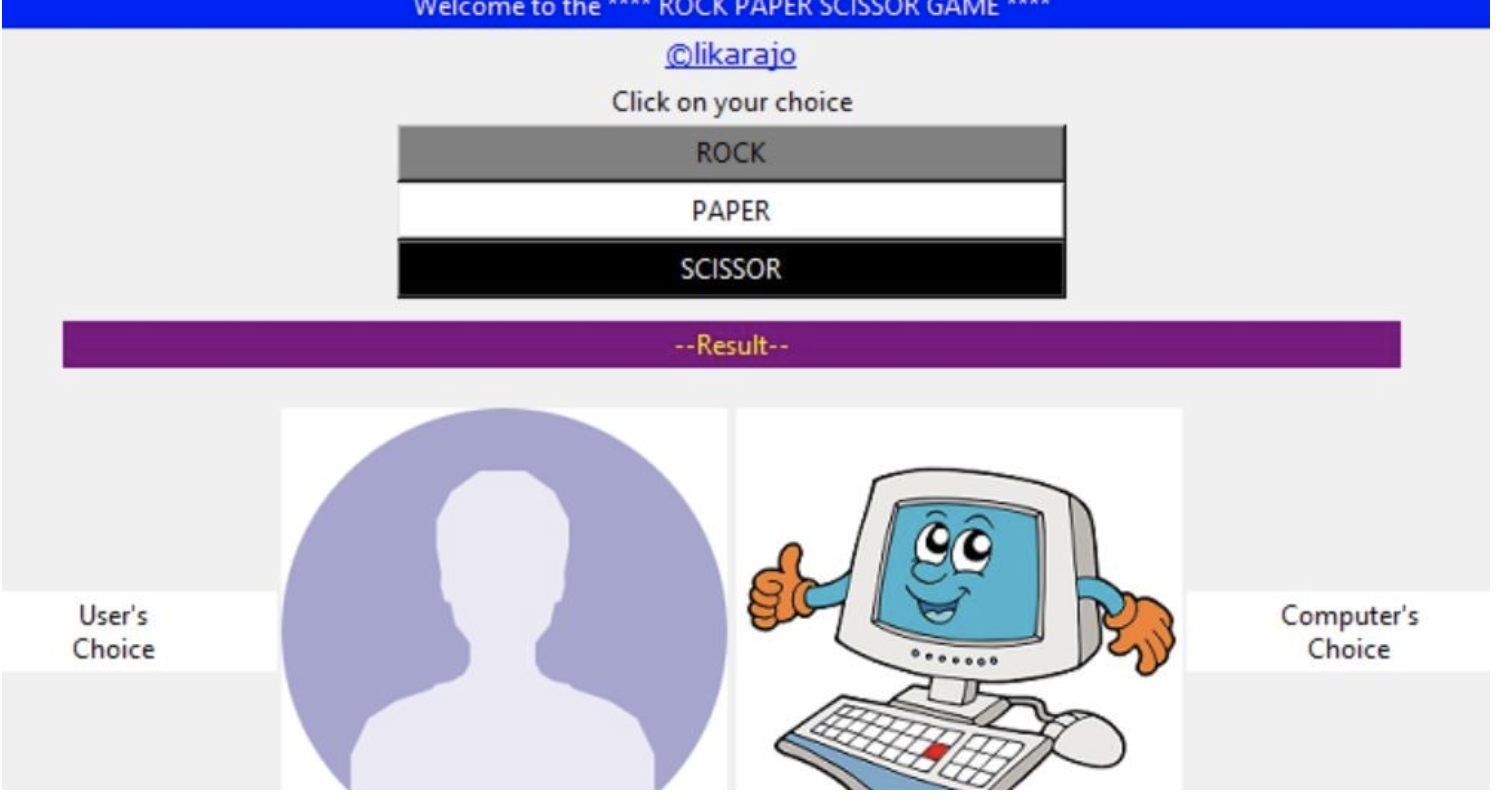 Welcome to the **** ROCK PAPER SCISSOR GAME ****
©likarajo
Click on your choice
ROCK
PAPER
SCISSOR
--Result--
User's
Choice
Computer's
Choice